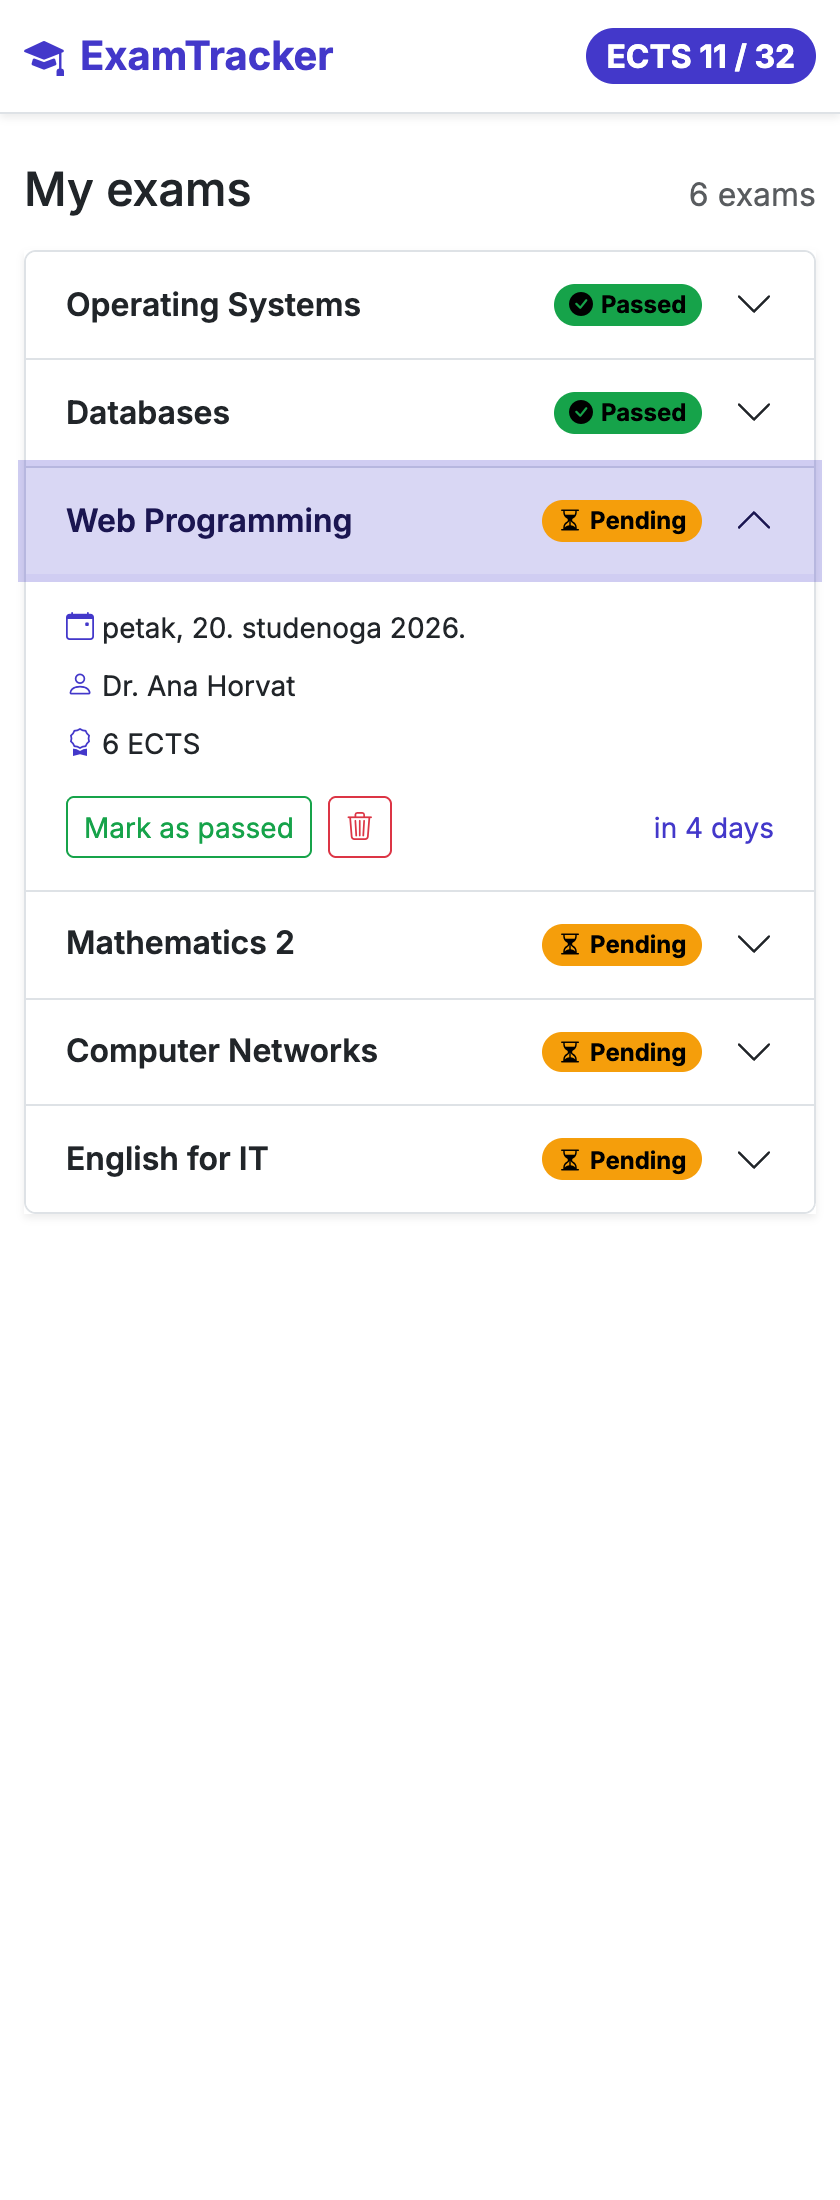 ExamTracker
ECTS 11 / 32
My exams
6 exams
Operating Systems
Passed
Databases
Passed
Web Programming
Pending
petak, 20. studenoga 2026.
Dr. Ana Horvat
6 ECTS
Mark as passed
in 4 days
Mathematics 2
Pending
Computer Networks
Pending
English for IT
Pending